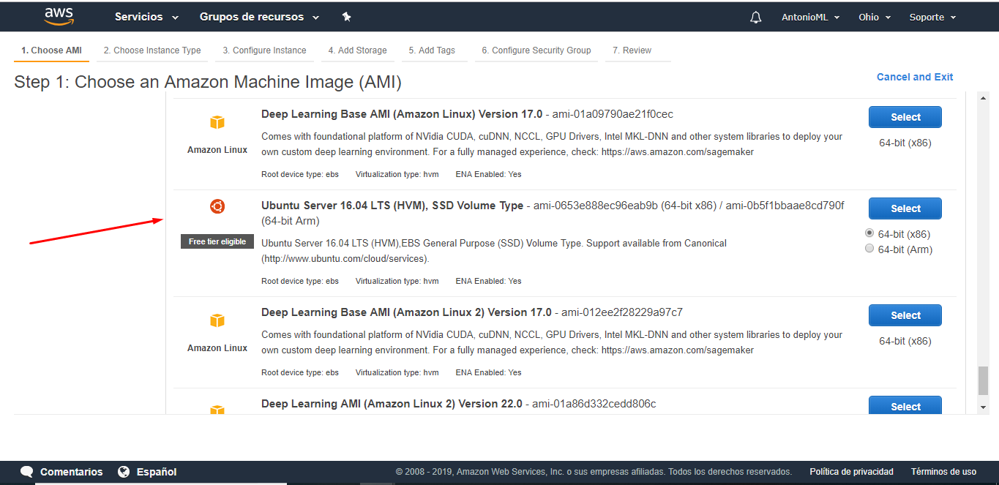 aws Servicios Grupos de recursos AntonioML Ohio Soporte
1. Choose AMI 2. Choose Instance Type 3. Configure Instance 4. Add Storage 5. Add Tags 6. Configure Security Group 7. Review
Step 1: Choose an Amazon Machine Image (AMI) Cancel and Exit
Deep Learning Base AMI (Amazon Linux) Version 17.0 - ami-01a09790ae21f0cec Select
Comes with foundational platform of NVidia CUDA, cuDNN, NCCL, GPU Drivers, Intel MKL-DNN and other system libraries to deploy your 64-bit (x86)
Amazon Linux own custom deep learning environment. For a fully managed experience, check: https://aws.amazon.com/sagemaker
Root device type: ebs Virtualization type: hvm ENA Enabled: Yes
Ubuntu Server 16.04 LTS (HVM), SSD Volume Type - ami-0653e888ec96eab9b (64-bit x86) / ami-0b5f1bbaae8cd790f Select
(64-bit Arm)
64-bit (x86)
Free tier eligible Ubuntu Server 16.04 LTS (HVM),EBS General Purpose (SSD) Volume Type. Support available from Canonical
64-bit (Arm)
(http://www.ubuntu.com/cloud/services).
Root device type: ebs Virtualization type: hvm ENA Enabled: Yes
Deep Learning Base AMI (Amazon Linux 2) Version 17.0 - ami-012ee2f28229a97c7 Select
Comes with foundational platform of NVidia CUDA, cuDNN, NCCL, GPU Drivers, Intel MKL-DNN and other system libraries to deploy your 64-bit (x86)
Amazon Linux own custom deep learning environment. For a fully managed experience, check: https://aws.amazon.com/sagemaker
Root device type: ebs Virtualization type: hvm ENA Enabled: Yes
Deep Learning AMI (Amazon Linux 2) Version 22.0 - ami-01a86d332cedd806c Select
Comentarios Español © 2008 - 2019, Amazon Web Services, Inc. o sus empresas afiliadas. Todos los derechos reservados. Política de privacidad Términos de uso